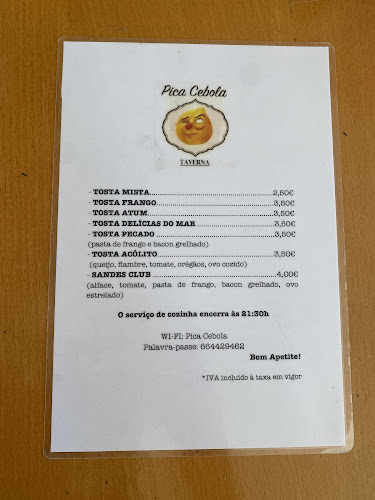 Pica Cebola
TAVERNA
- TOSTA MISTA....................................................2,50€
- TOSTA FRANGO..................................................3,50€
- TOSTA ATUM....................................................3,50€
- TOSTA DELÍCIAS DO MAR ........................................3,50€
- TOSTA PECADO .................................................3,50€
(pasta de frango e bacon grelhado)
- TOSTA ACÓLITO.................................................3,50€
(queijo, fiambre, tomate, orégãos, ovo cozido)
- SANDES CLUB ..................................................4,00€
(alface, tomate, pasta de frango, bacon grelhado, ovo
estrelado)
O serviço de cozinha encerra às 21:30h
WI-FI: Pica Cebola
Palavra-passe: 664429462
Bom Apetite!
*IVA incluído à taxa em vigor